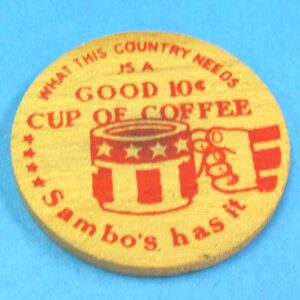 WHAT THIS COUNTRY NEEDS
IS A
GOOD 10¢
CUP OF COFFEE
Sambo's has it